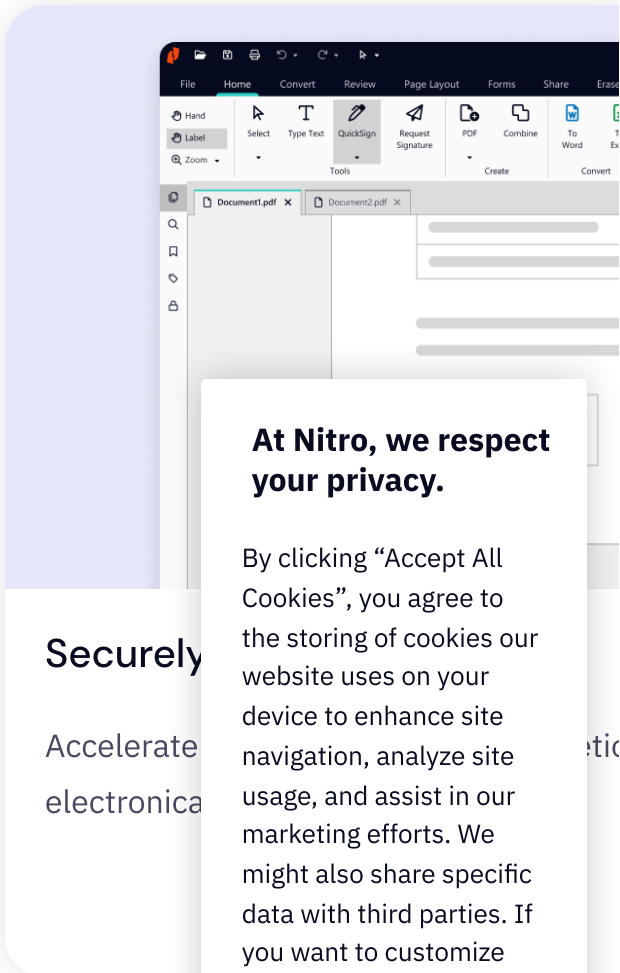 File Home Convert Review Page Layout Forms Share Erase
Hand
Label
Zoom
Select
Type Text
QuickSign
Request
Signature
PDF
Combine
To
Word
Tools
Create
Convert
Document1.pdf
Document2.pdf
At Nitro, we respect
your privacy.
By clicking “Accept All
Cookies”, you agree to
the storing of cookies our
website uses on your
device to enhance site
navigation, analyze site
usage, and assist in our
marketing efforts. We
might also share specific
data with third parties. If
you want to customize
Securely
Accelerate